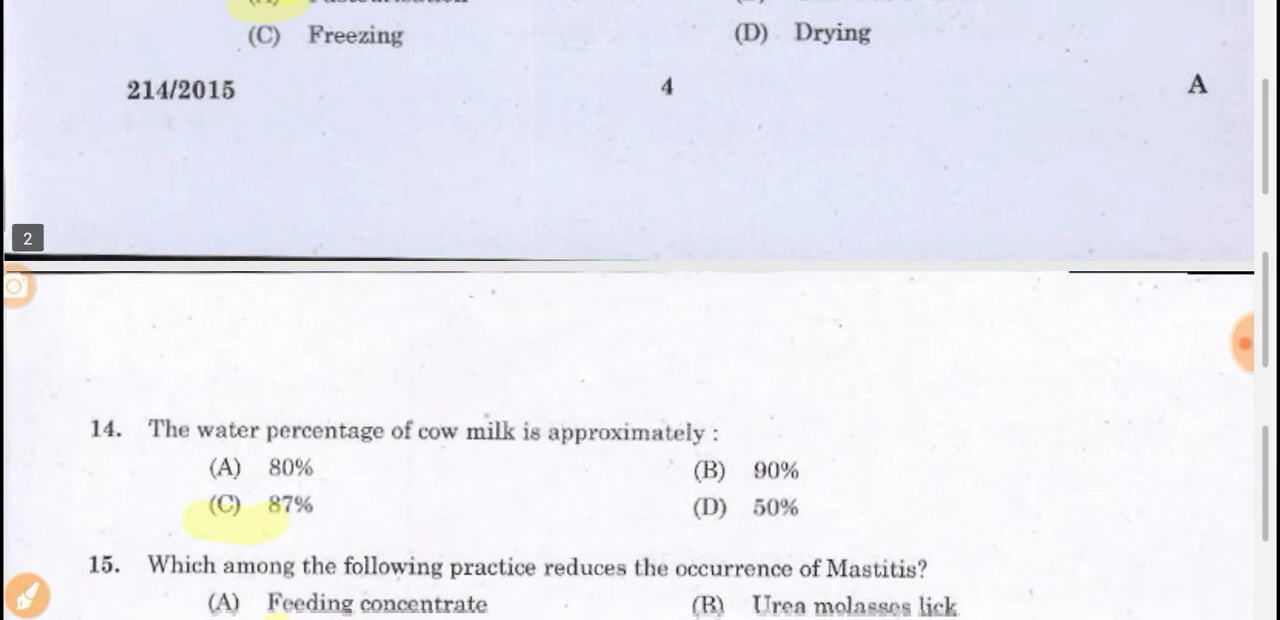 (C) Freezing (D) Drying
214/2015 4 A
2
14. The water percentage of cow milk is approximately :
(A) 80% (B) 90%
(C) 87% (D) 50%
15. Which among the following practice reduces the occurrence of Mastitis?
(A) Feeding concentrate (B) Urea molasses lick